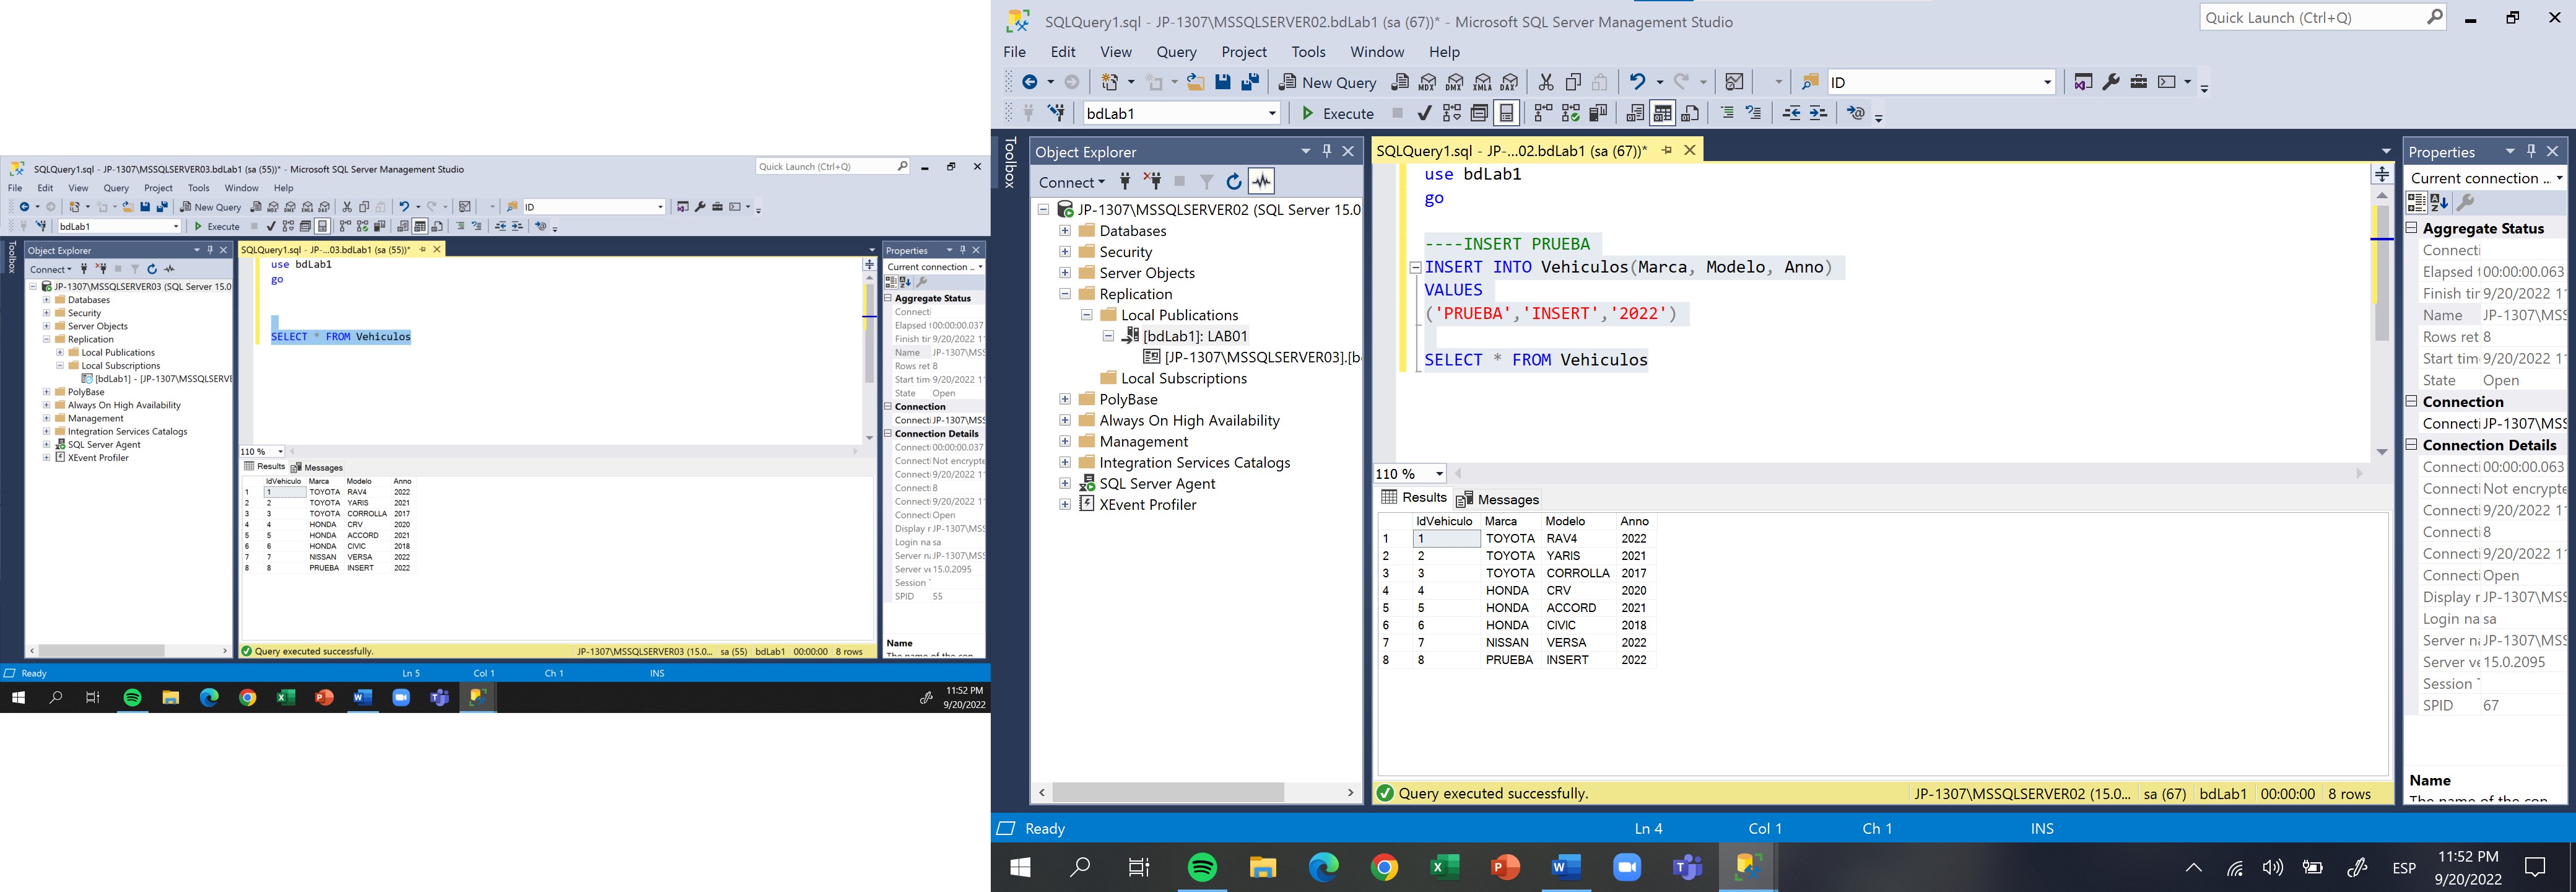 SQLQuery1.sql - JP-1307\MSSQLSERVER03.bdLab1 (sa (55))* - Microsoft SQL Server Management Studio
Quick Launch (Ctrl+Q)
File Edit View Query Project Tools Window Help
New Query
MDX DMX XMLA DAX
ID
bdLab1
Execute
Toolbox
Object Explorer
Connect
JP-1307\MSSQLSERVER03 (SQL Server 15.0
Databases
Security
Server Objects
Replication
Local Publications
Local Subscriptions
[bdLab1] - [JP-1307\MSSQLSERVE
PolyBase
Always On High Availability
Management
Integration Services Catalogs
SQL Server Agent
XEvent Profiler
SQLQuery1.sql - JP-...03.bdLab1 (sa (55))*
use bdLab1
go
SELECT * FROM Vehiculos
110 %
Results Messages
IdVehiculo Marca Modelo Anno
1 1 TOYOTA RAV4 2022
2 2 TOYOTA YARIS 2021
3 3 TOYOTA CORROLLA 2017
4 4 HONDA CRV 2020
5 5 HONDA ACCORD 2021
6 6 HONDA CIVIC 2018
7 7 NISSAN VERSA 2022
8 8 PRUEBA INSERT 2022
Query executed successfully.
JP-1307\MSSQLSERVER03 (15.0... sa (55) bdLab1 00:00:00 8 rows
Properties
Current connection ..
Aggregate Status
Connecti
Elapsed t 00:00:00.037
Finish tir 9/20/2022 1
Name JP-1307\MSS
Rows ret 8
Start tim 9/20/2022 1
State Open
Connection
Connecti JP-1307\MSS
Connection Details
Connecti 00:00:00.037
Connecti Not encrypte
Connecti 9/20/2022 1
Connecti 8
Connecti 9/20/2022 1
Connecti Open
Display r JP-1307\MSS
Login na sa
Server na JP-1307\MSS
Server ve 15.0.2095
Session
SPID 55
Name
The name of the con
Ready
Ln 5 Col 1 Ch 1 INS
11:52 PM
9/20/2022
SQLQuery1.sql - JP-1307\MSSQLSERVER02.bdLab1 (sa (67))* - Microsoft SQL Server Management Studio
Quick Launch (Ctrl+Q)
File Edit View Query Project Tools Window Help
New Query
MDX DMX XMLA DAX
ID
bdLab1
Execute
Toolbox
Object Explorer
Connect
JP-1307\MSSQLSERVER02 (SQL Server 15.0
Databases
Security
Server Objects
Replication
Local Publications
[bdLab1]: LAB01
[JP-1307\MSSQLSERVER03].[b
Local Subscriptions
PolyBase
Always On High Availability
Management
Integration Services Catalogs
SQL Server Agent
XEvent Profiler
SQLQuery1.sql - JP-...02.bdLab1 (sa (67))*
use bdLab1
go
----INSERT PRUEBA
INSERT INTO Vehiculos(Marca, Modelo, Anno)
VALUES
('PRUEBA','INSERT','2022')
SELECT * FROM Vehiculos
110 %
Results Messages
IdVehiculo Marca Modelo Anno
1 1 TOYOTA RAV4 2022
2 2 TOYOTA YARIS 2021
3 3 TOYOTA CORROLLA 2017
4 4 HONDA CRV 2020
5 5 HONDA ACCORD 2021
6 6 HONDA CIVIC 2018
7 7 NISSAN VERSA 2022
8 8 PRUEBA INSERT 2022
Query executed successfully.
JP-1307\MSSQLSERVER02 (15.0... sa (67) bdLab1 00:00:00 8 rows
Properties
Current connection ..
Aggregate Status
Connecti
Elapsed t 00:00:00.063
Finish tir 9/20/2022 1
Name JP-1307\MSS
Rows ret 8
Start tim 9/20/2022 1
State Open
Connection
Connecti JP-1307\MSS
Connection Details
Connecti 00:00:00.063
Connecti Not encrypte
Connecti 9/20/2022 1
Connecti 8
Connecti 9/20/2022 1
Connecti Open
Display r JP-1307\MSS
Login na sa
Server na JP-1307\MSS
Server ve 15.0.2095
Session
SPID 67
Name
The name of the con
Ready
Ln 4 Col 1 Ch 1 INS
ESP
11:52 PM
9/20/2022